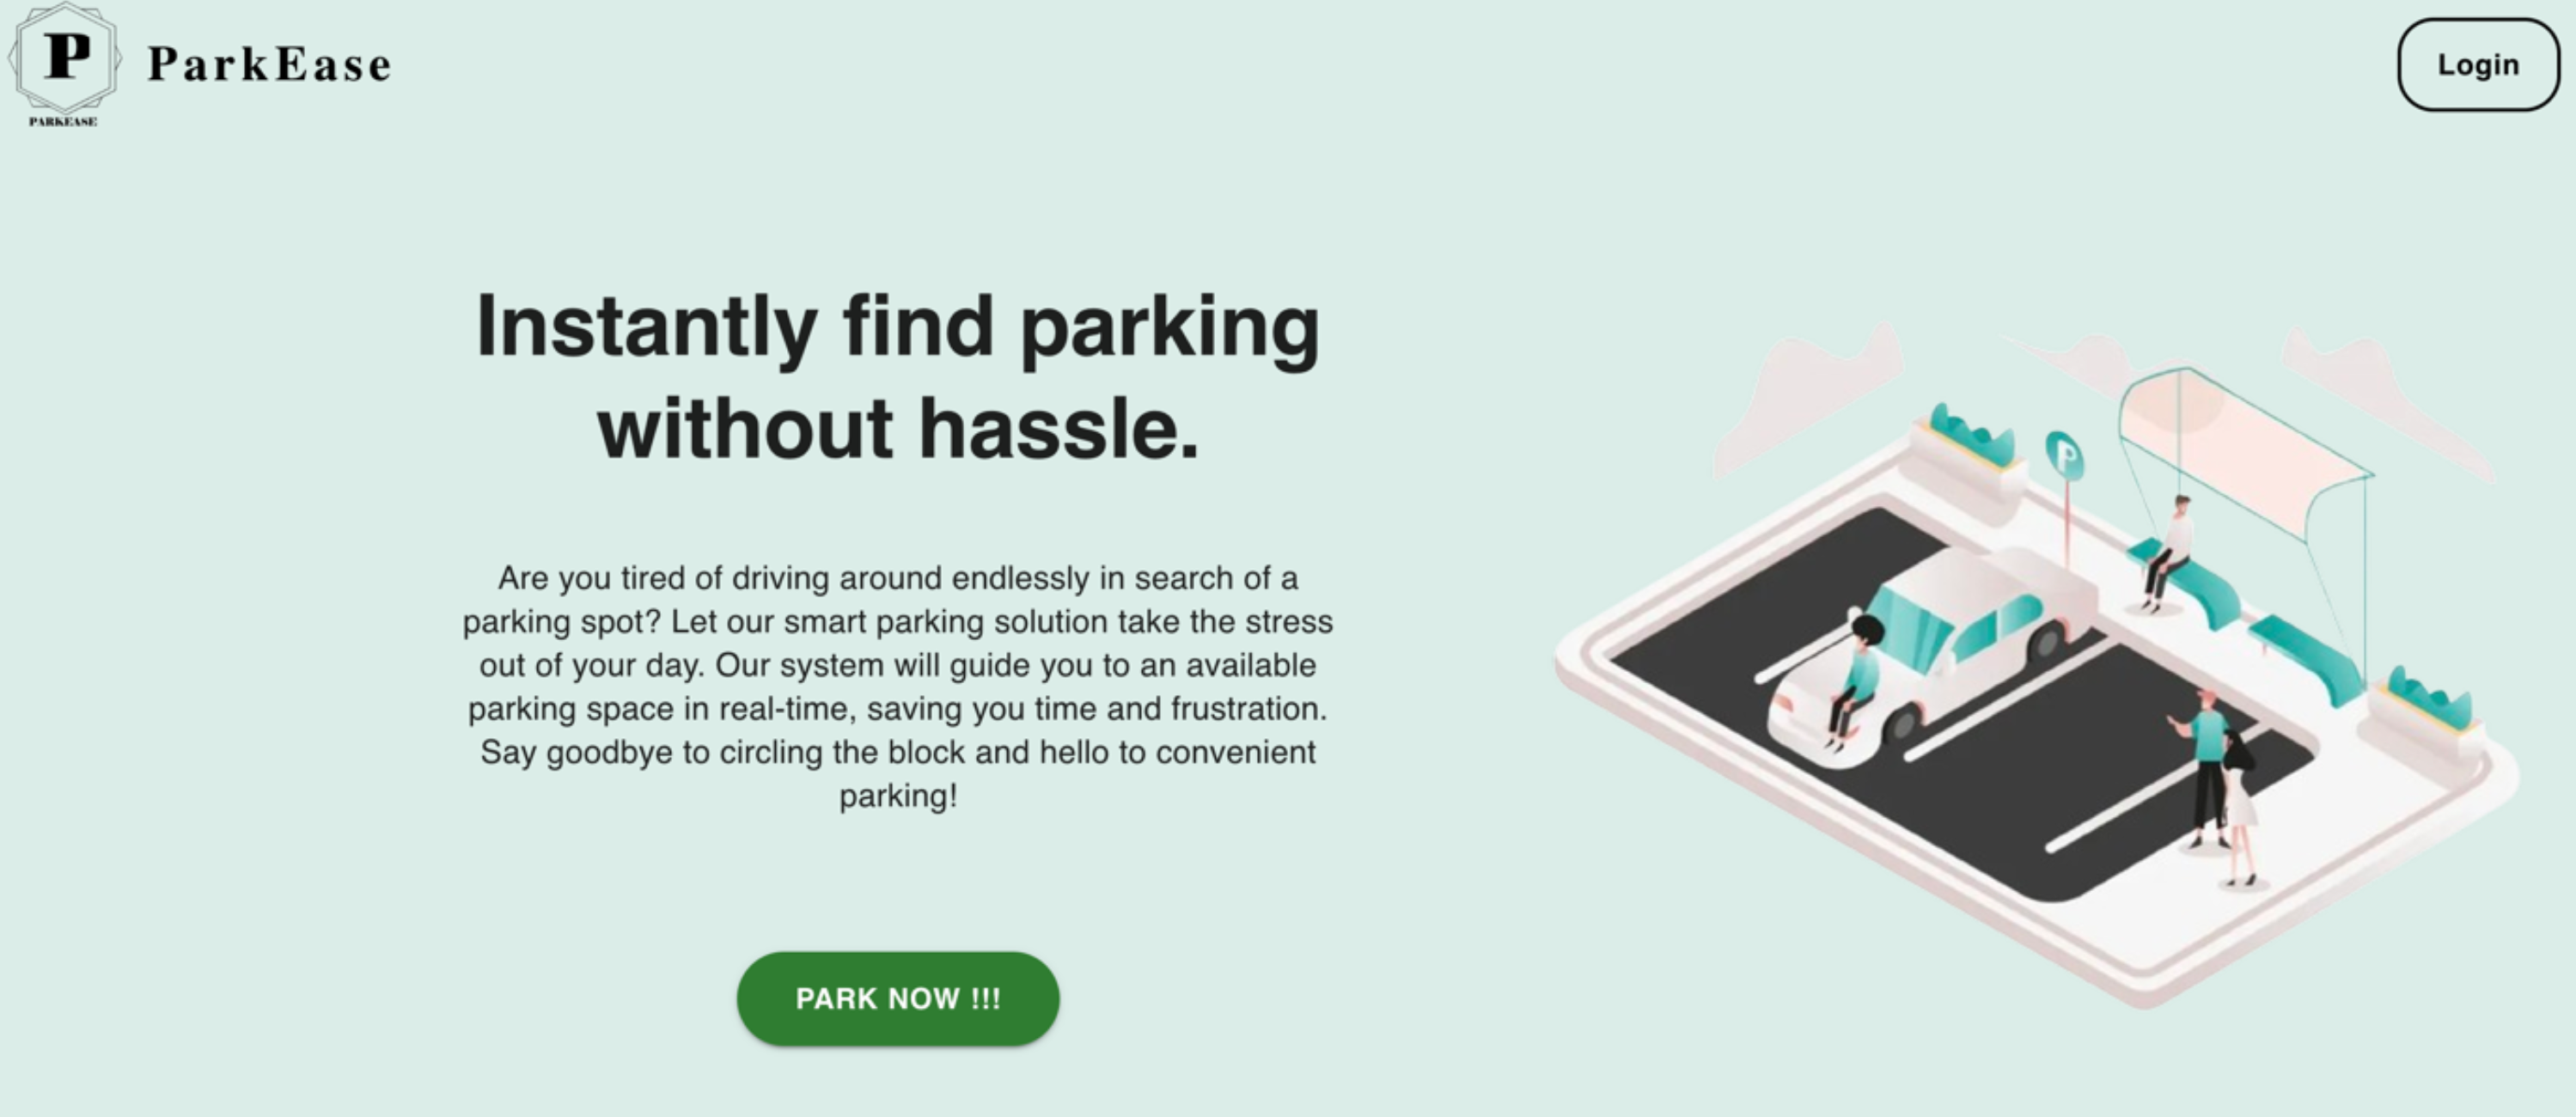 P
PARKEASE
ParkEase
Login
Instantly find parking
without hassle.
Are you tired of driving around endlessly in search of a
parking spot? Let our smart parking solution take the stress
out of your day. Our system will guide you to an available
parking space in real-time, saving you time and frustration.
Say goodbye to circling the block and hello to convenient
parking!
P
PARK NOW !!!